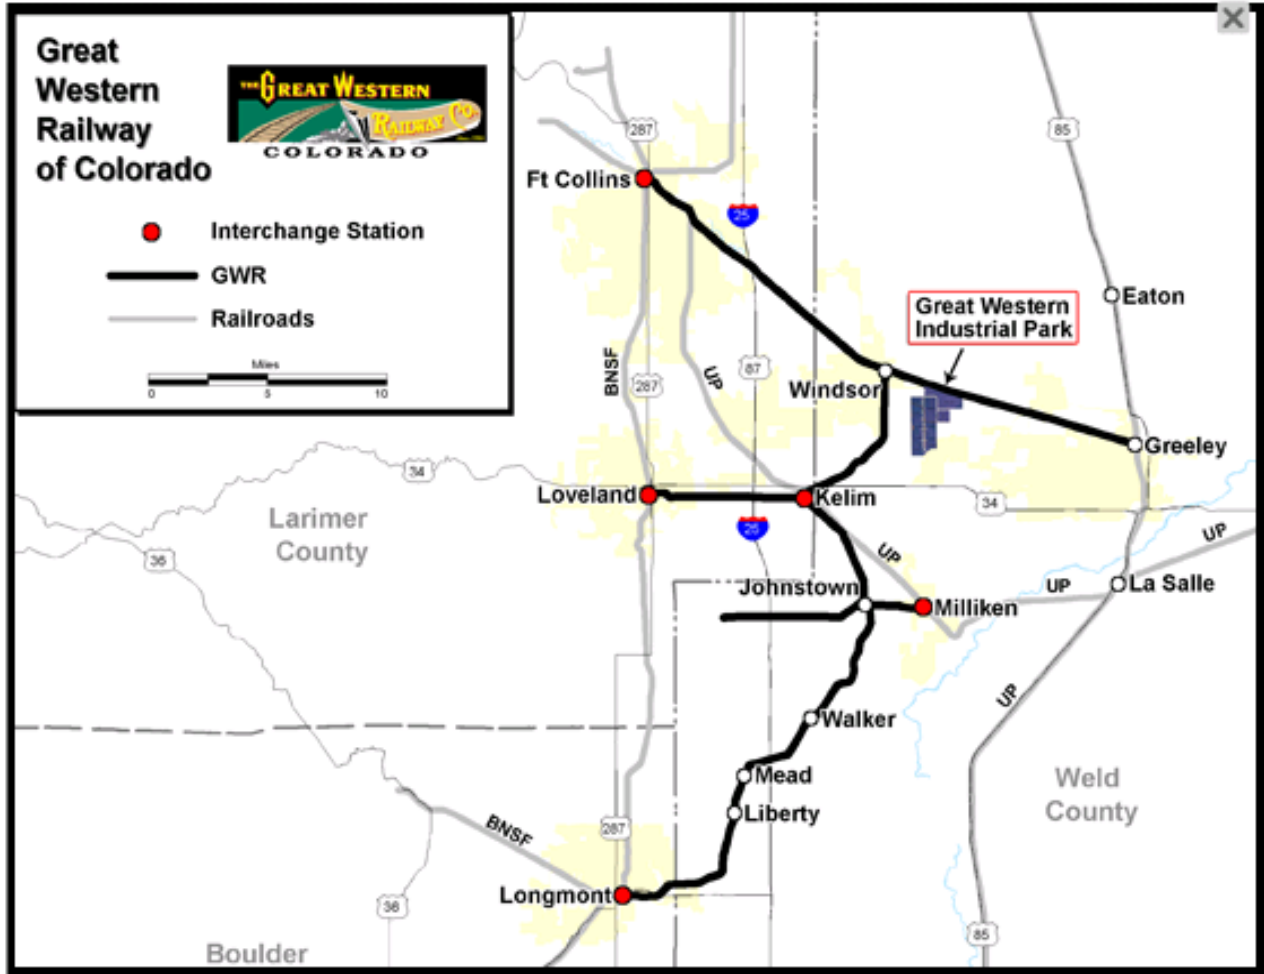 Great
Western
Railway
of Colorado
THE GREAT WESTERN
RAILWAY CO.
COLORADO
Interchange Station
GWR
Railroads
Miles
0 5 10
287
85
Ft Collins
25
Eaton
Great Western
Industrial Park
BNSF
UP
87
287
Windsor
Greeley
34
Loveland
Kelim
34
Larimer
County
25
36
UP
UP
UP
Johnstown
Milliken
La Salle
UP
Walker
Mead
Weld
County
Liberty
BNSF
287
Longmont
36
85
Boulder